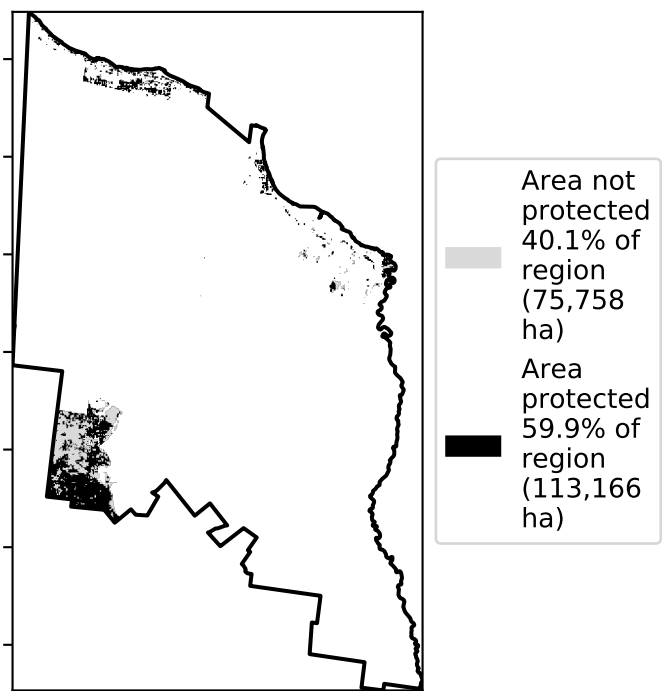 Area not
protected
40.1% of
region
(75,758
ha)
Area
protected
59.9% of
region
(113,166
ha)